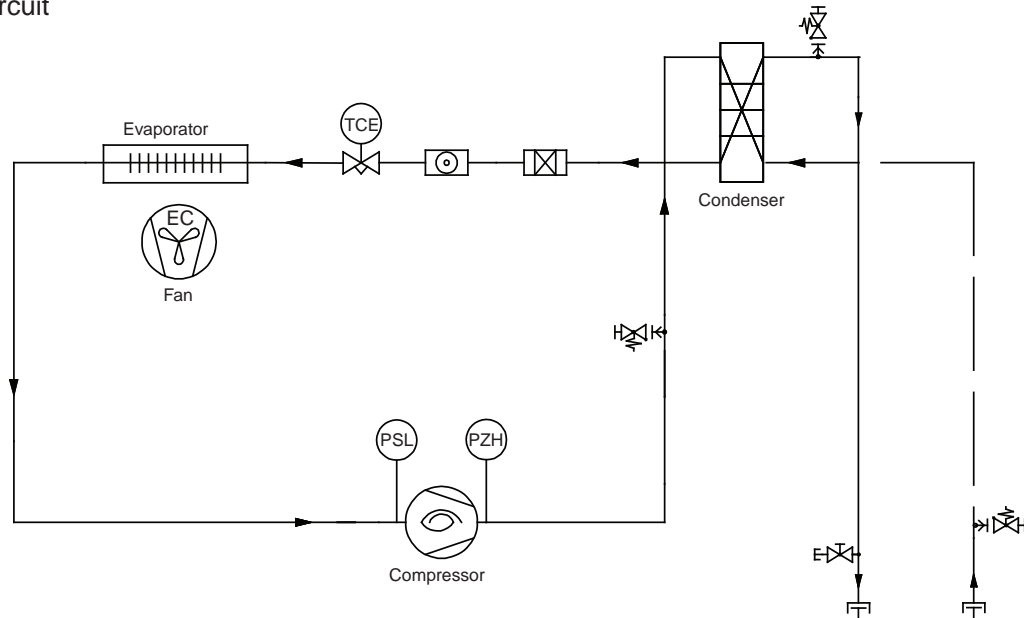 rcuit
Evaporator
TCE
Condenser
EC
Fan
PSL
PZH
Compressor